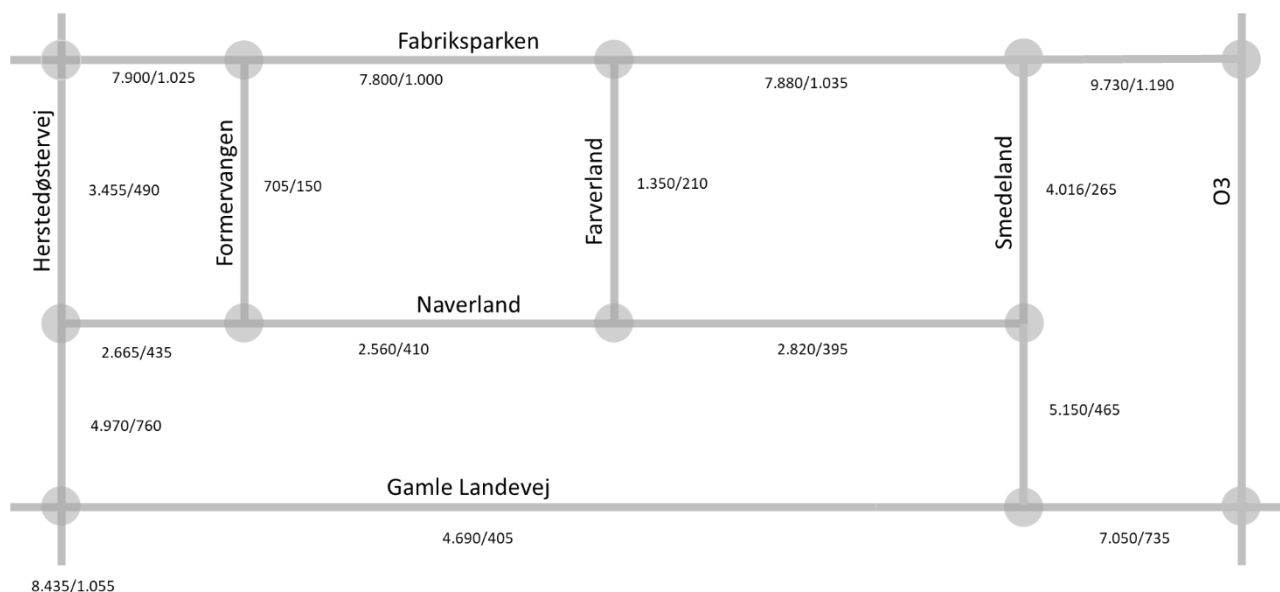 Fabriksparken
7.900/1.025
7.800/1.000
7.880/1.035
9.730/1.190
Herstedøstervej
3.455/490
Formervangen
705/150
Farverland
1.350/210
Smedeland
4.016/265
O3
Naverland
2.665/435
2.560/410
2.820/395
4.970/760
5.150/465
Gamle Landevej
4.690/405
7.050/735
8.435/1.055